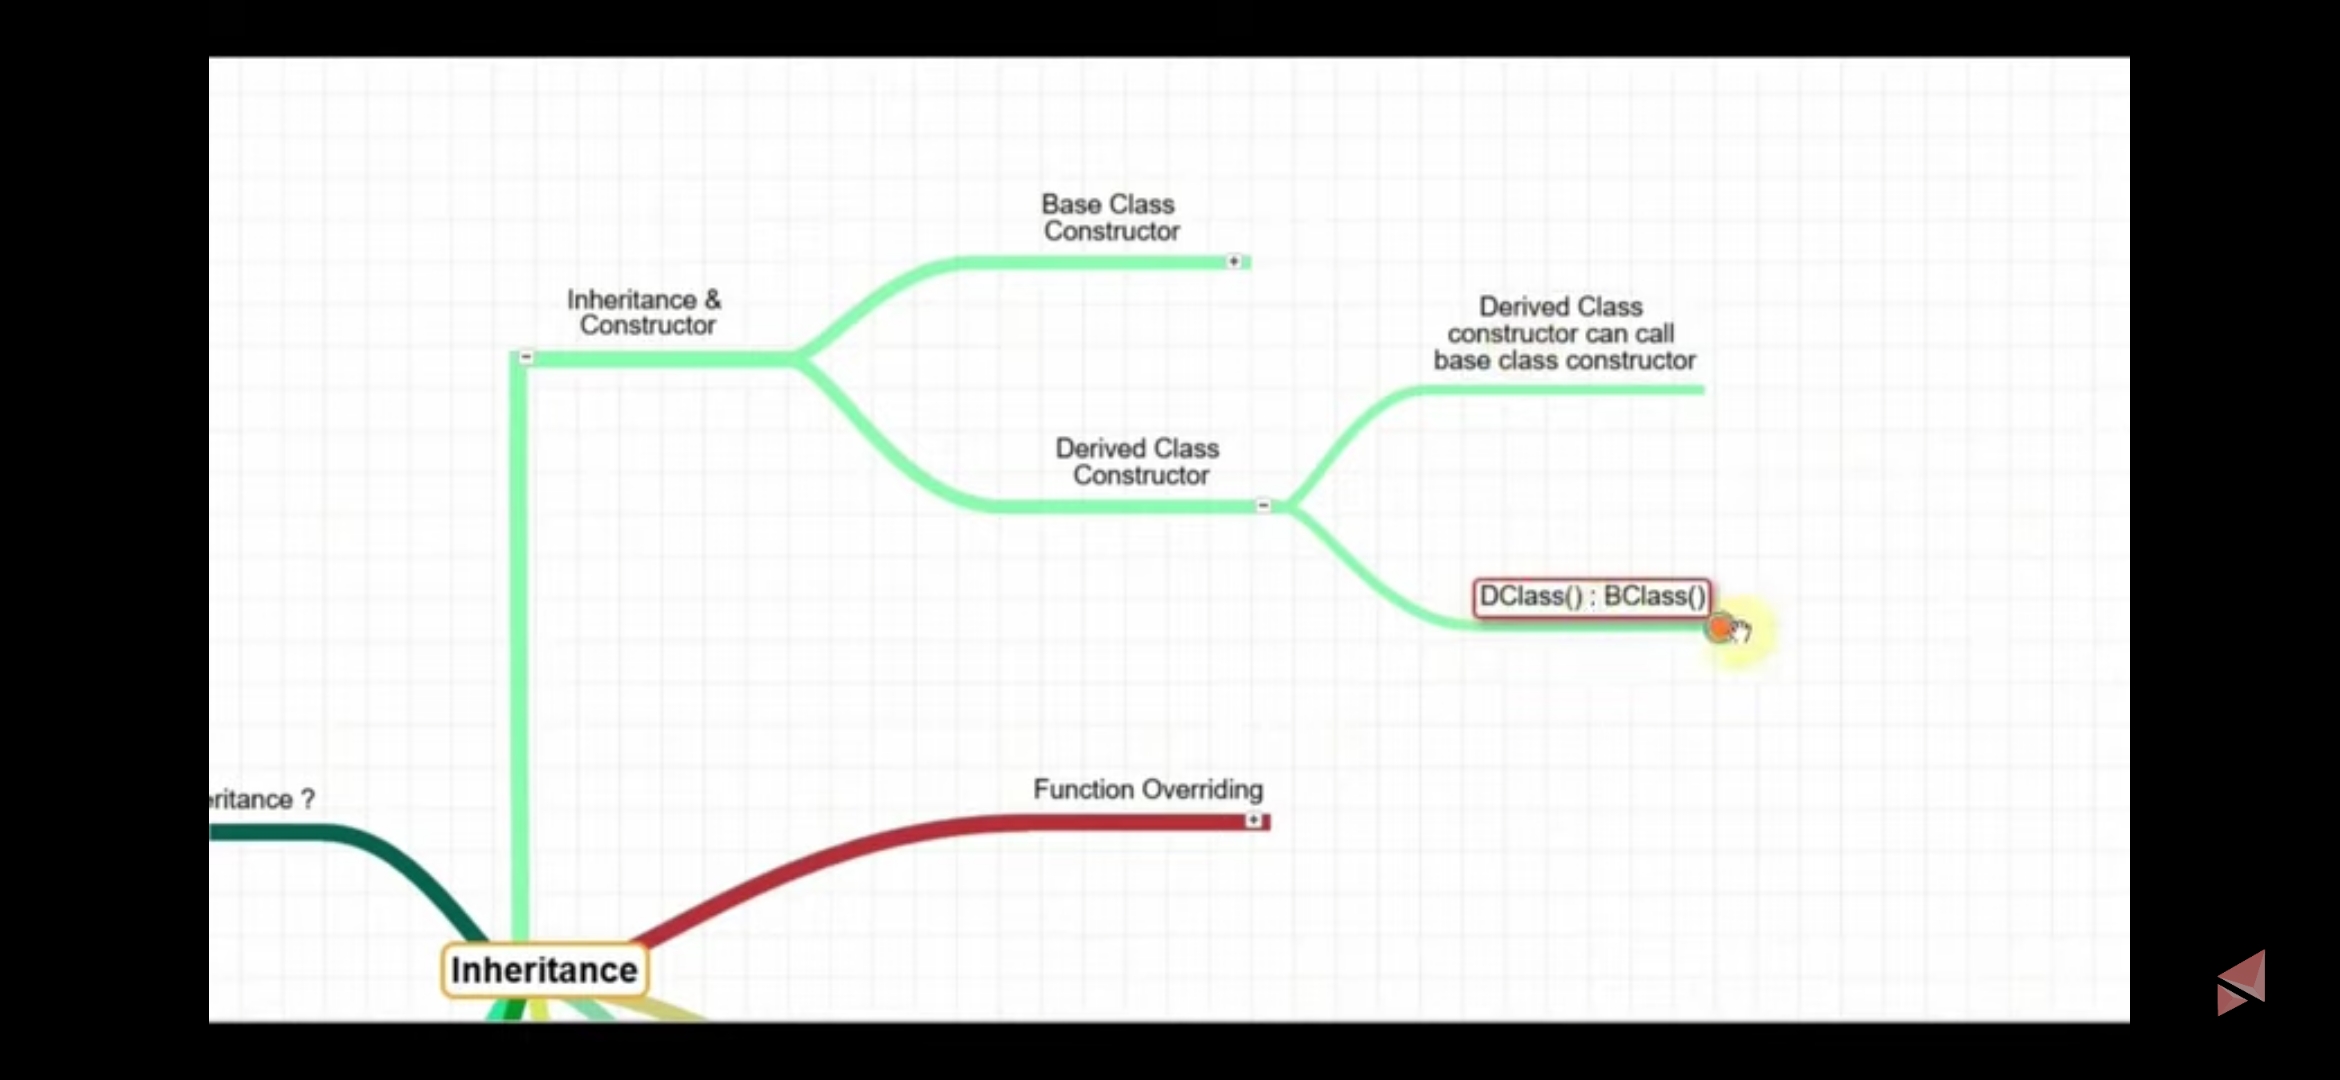 Base Class
Constructor
Inheritance &
Constructor
Derived Class
constructor can call
base class constructor
Derived Class
Constructor
DClass() : BClass()
Function Overriding
eritance ?
Inheritance